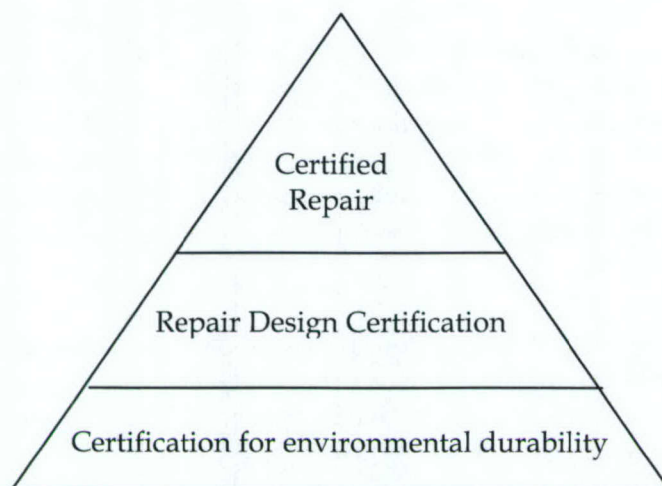 Certified
Repair
Repair Design Certification
Certification for environmental durability